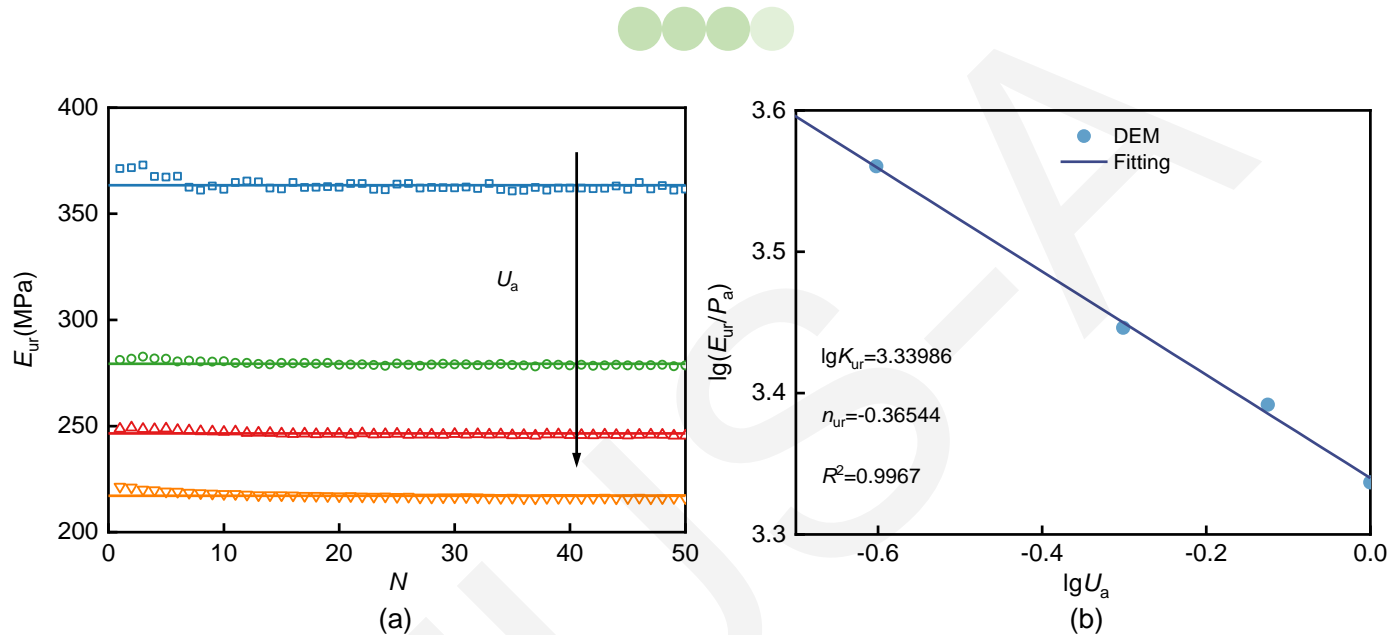 400
350
300
250
200
E_ur(MPa)
U_a
0 10 20 30 40 50
N
(a)
3.6
3.5
3.4
3.3
lg(E_ur/P_a)
DEM
Fitting
lgK_ur=3.33986
n_ur=-0.36544
R²=0.9967
-0.6 -0.4 -0.2 0.0
lgU_a
(b)